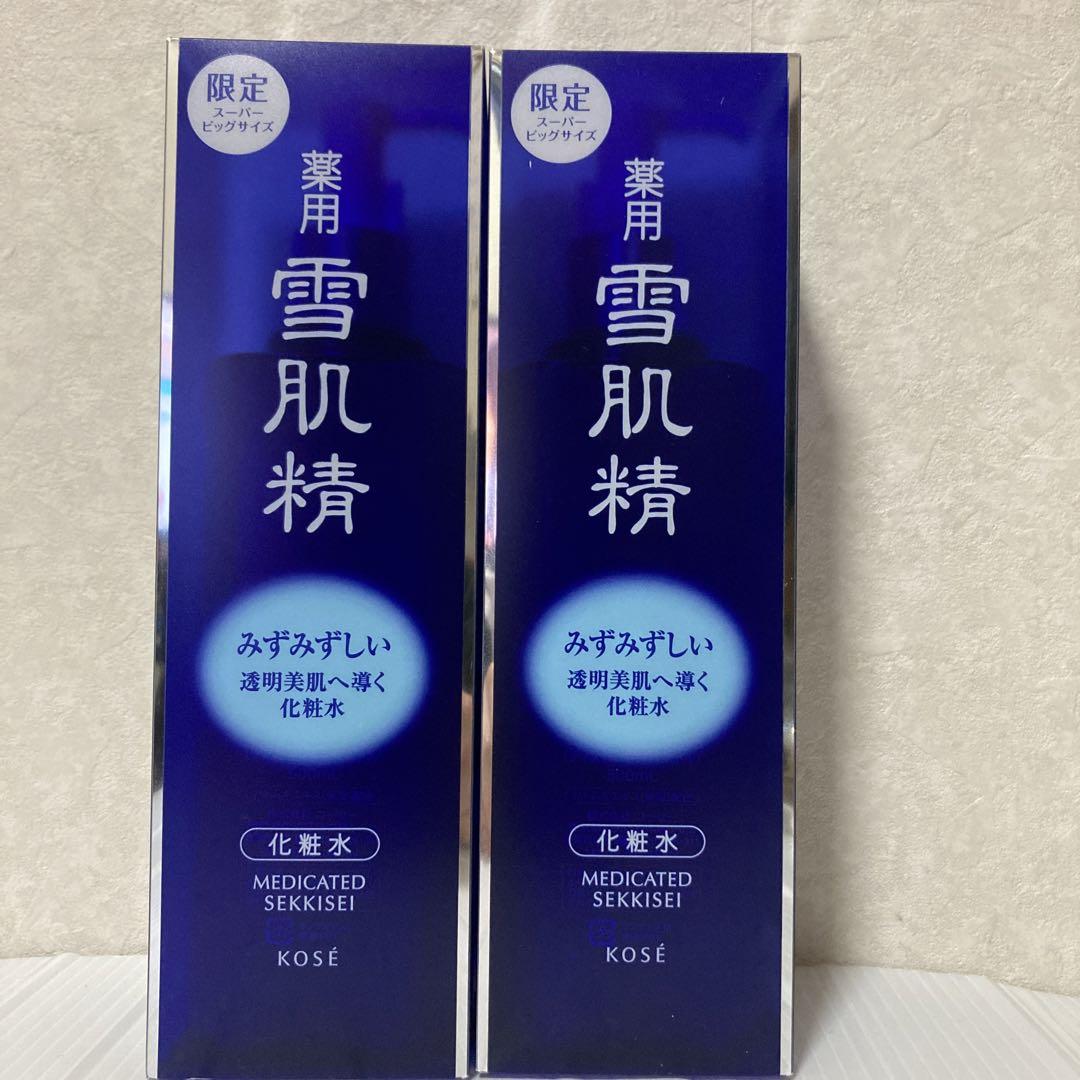 限定
スーパー
ビッグサイズ
薬用
雪肌精
みずみずしい
透明美肌へ導く
化粧水
化粧水
MEDICATED
SEKKISEI
KOSÉ
限定
スーパー
ビッグサイズ
薬用
雪肌精
みずみずしい
透明美肌へ導く
化粧水
化粧水
MEDICATED
SEKKISEI
KOSÉ